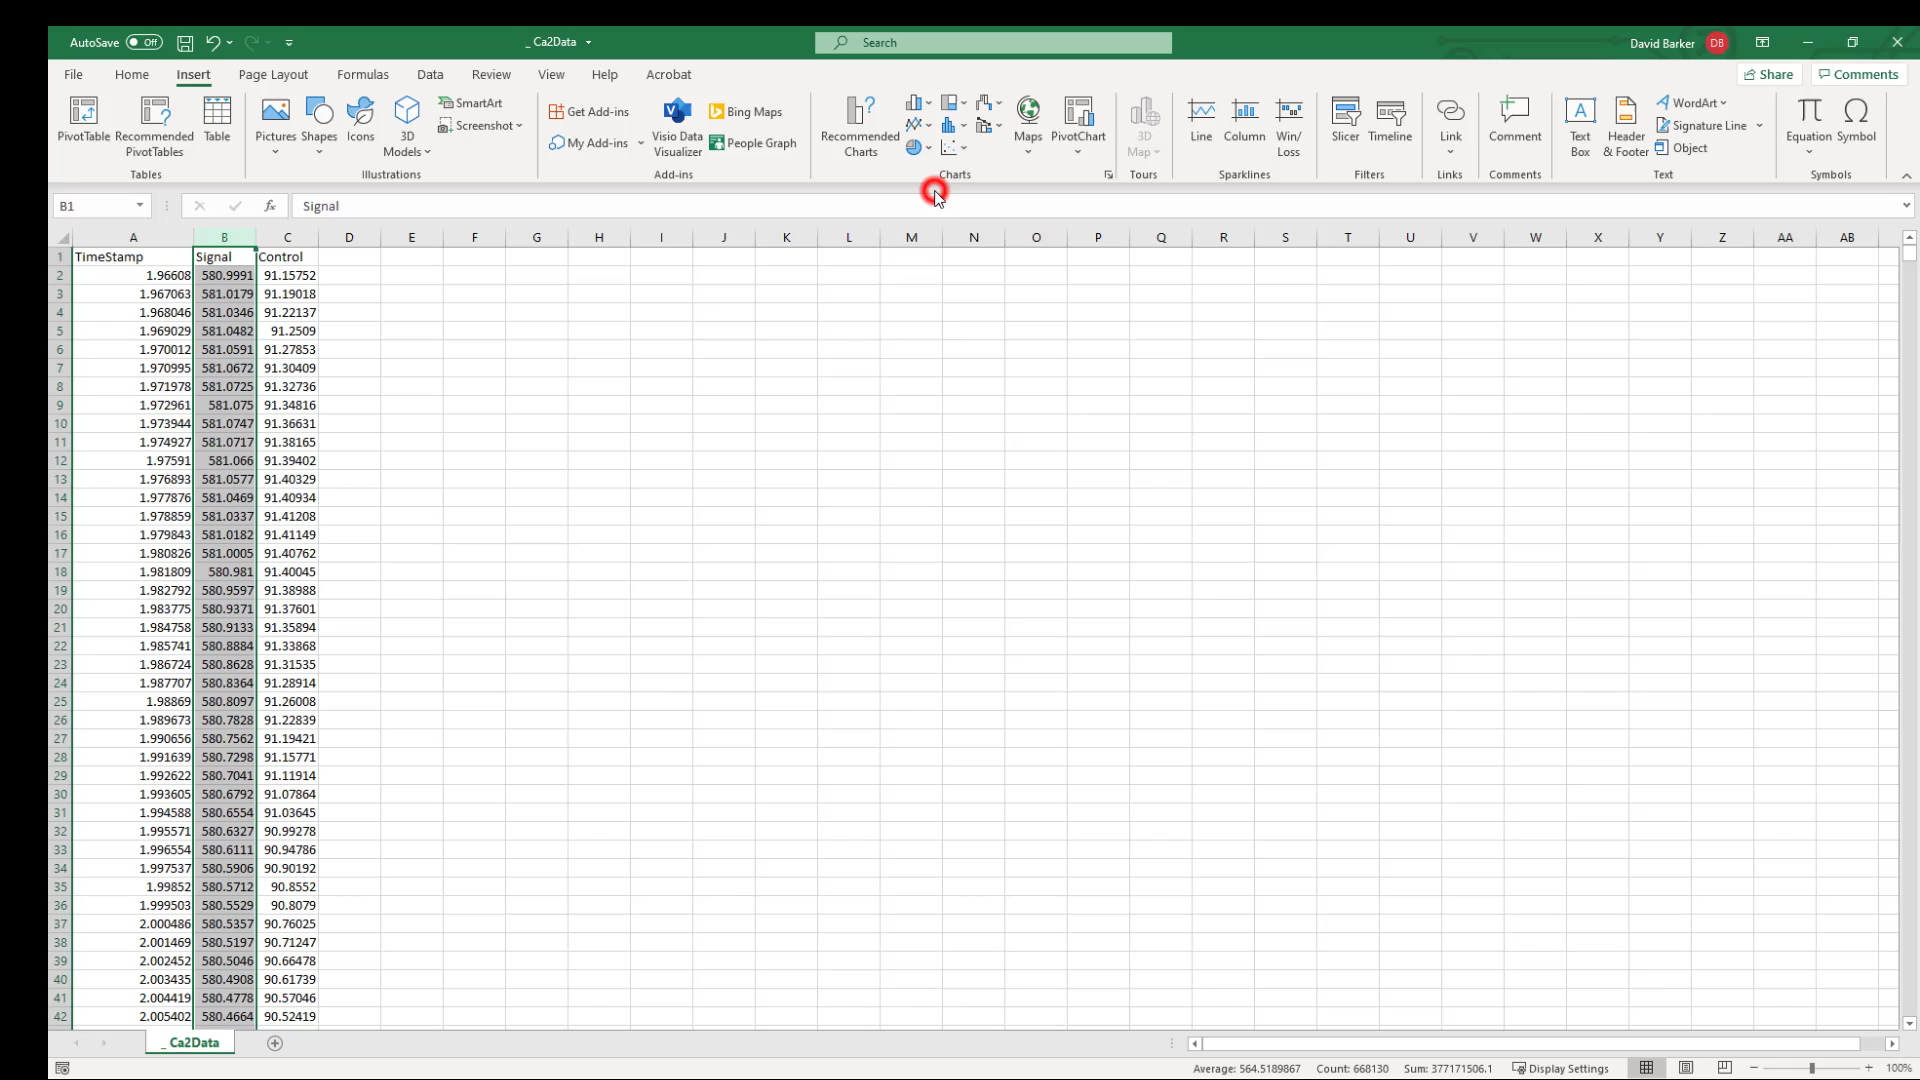 AutoSave Off _ Ca2Data Search David Barker DB
File Home Insert Page Layout Formulas Data Review View Help Acrobat Share Comments
PivotTable Recommended PivotTables Table Pictures Shapes Icons 3D Models SmartArt Screenshot Get Add-ins My Add-ins Visio Data Visualizer Bing Maps People Graph Recommended Charts Maps PivotChart 3D Map Line Column Win/Loss Slicer Timeline Link Comment Text Box Header & Footer WordArt Signature Line Object Equation Symbol
Tables Illustrations Add-ins Charts Tours Sparklines Filters Links Comments Text Symbols
B1 fx Signal
A B C D E F G H I J K L M N O P Q R S T U V W X Y Z AA AB
1 TimeStamp Signal Control
2 1.96608 580.9991 91.15752
3 1.967063 581.0179 91.19018
4 1.968046 581.0346 91.22137
5 1.969029 581.0482 91.2509
6 1.970012 581.0591 91.27853
7 1.970995 581.0672 91.30409
8 1.971978 581.0725 91.32736
9 1.972961 581.075 91.34816
10 1.973944 581.0747 91.36631
11 1.974927 581.0717 91.38165
12 1.97591 581.066 91.39402
13 1.976893 581.0577 91.40329
14 1.977876 581.0469 91.40934
15 1.978859 581.0337 91.41208
16 1.979843 581.0182 91.41149
17 1.980826 581.0005 91.40762
18 1.981809 580.981 91.40045
19 1.982792 580.9597 91.38988
20 1.983775 580.9371 91.37601
21 1.984758 580.9133 91.35894
22 1.985741 580.8884 91.33868
23 1.986724 580.8628 91.31535
24 1.987707 580.8364 91.28914
25 1.98869 580.8097 91.26008
26 1.989673 580.7828 91.22839
27 1.990656 580.7562 91.19421
28 1.991639 580.7298 91.15771
29 1.992622 580.7041 91.11914
30 1.993605 580.6792 91.07864
31 1.994588 580.6554 91.03645
32 1.995571 580.6327 90.99278
33 1.996554 580.6111 90.94786
34 1.997537 580.5906 90.90192
35 1.99852 580.5712 90.8552
36 1.999503 580.5529 90.8079
37 2.000486 580.5357 90.76025
38 2.001469 580.5197 90.71247
39 2.002452 580.5046 90.66478
40 2.003435 580.4908 90.61739
41 2.004419 580.4778 90.57046
42 2.005402 580.4664 90.52419
_ Ca2Data
Average: 564.5189867 Count: 668130 Sum: 377171506.1 Display Settings 100%